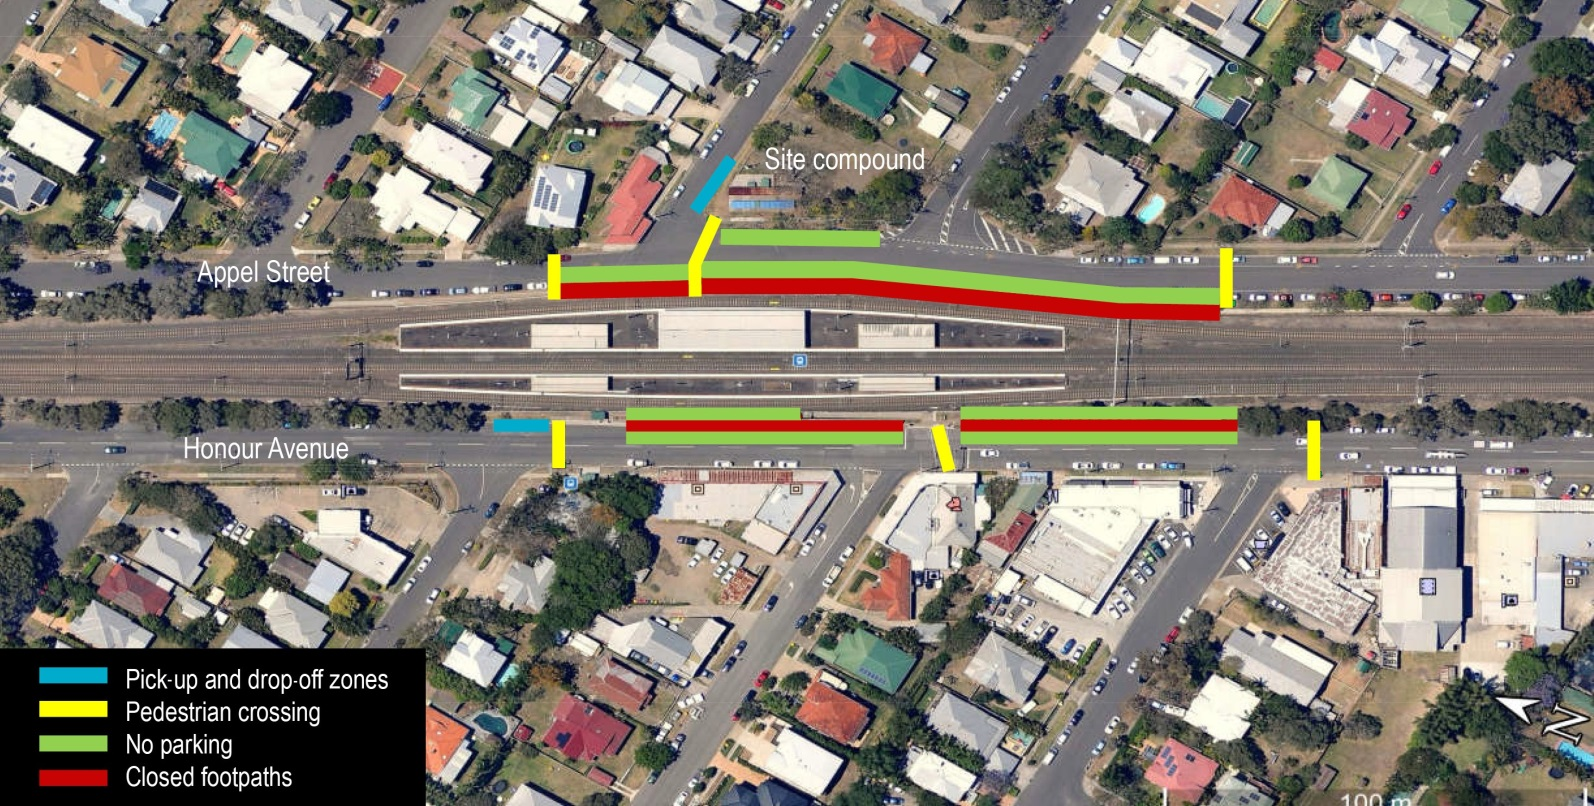 Site compound
Appel Street
Honour Avenue
Pick-up and drop-off zones
Pedestrian crossing
No parking
Closed footpaths
N
100 m